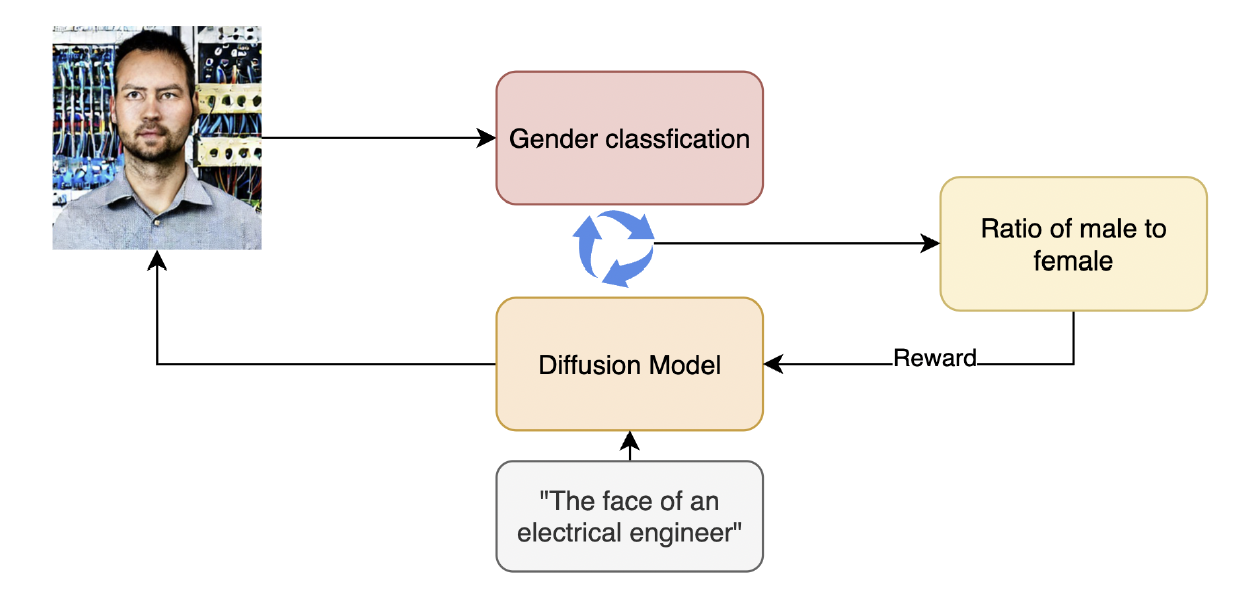 Gender classfication
Ratio of male to
female
Diffusion Model
Reward
"The face of an
electrical engineer"